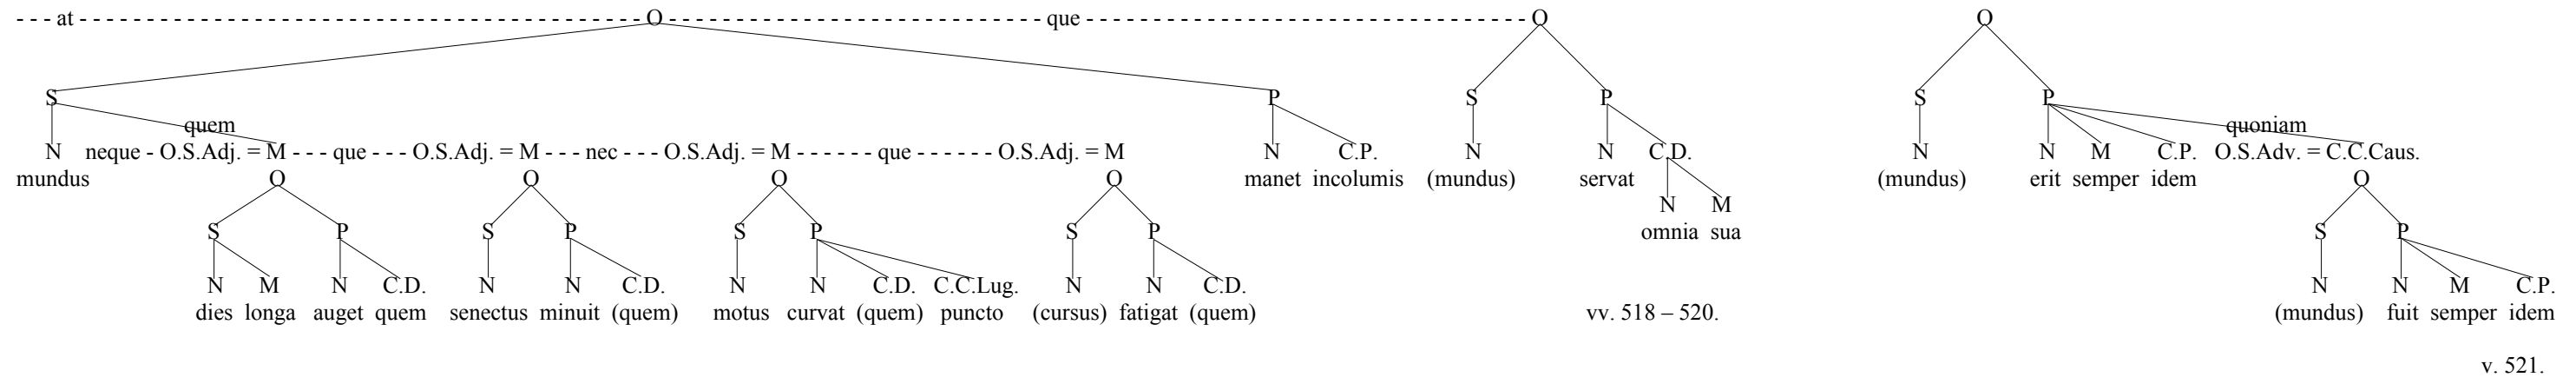 - - - at - - - - - - - - - - - - - - - - - - - - - - - - - - - - - - - - - - - - - - - - - - - - - - - O - - - - - - - - - - - - - - - - - - - - - - - - - - - - - - - que - - - - - - - - - - - - - - - - - - - - - - - - - - - - - - - - - - - - O O
S P S P S P
quem quoniam
N neque - O.S.Adj. = M - - - que - - - O.S.Adj. = M - - - nec - - - O.S.Adj. = M - - - - - - que - - - - - - O.S.Adj. = M N C.P. N N C.D. N N M C.P. O.S.Adv. = C.C.Caus.
mundus O O O O manet incolumis (mundus) servat (mundus) erit semper idem O
N M
S P S P S P S P omnia sua S P
N M N C.D. N N C.D. N N C.D. C.C.Lug. N N C.D. N N M C.P.
dies longa auget quem senectus minuit (quem) motus curvat (quem) puncto (cursus) fatigat (quem) vv. 518 – 520. (mundus) fuit semper idem
v. 521.